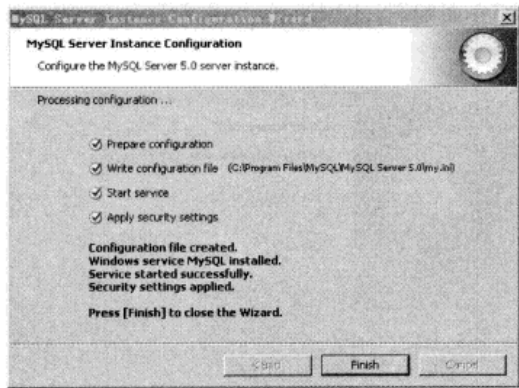 MySQL Server Instance Configuration Wizard
MySQL Server Instance Configuration
Configure the MySQL Server 5.0 server instance.
Processing configuration ...
Prepare configuration
Write configuration file (C:\Program Files\MySQL\MySQL Server 5.0\my.ini)
Start service
Apply security settings
Configuration file created.
Windows service MySQL installed.
Service started successfully.
Security settings applied.
Press [Finish] to close the Wizard.
< Back Finish Cancel